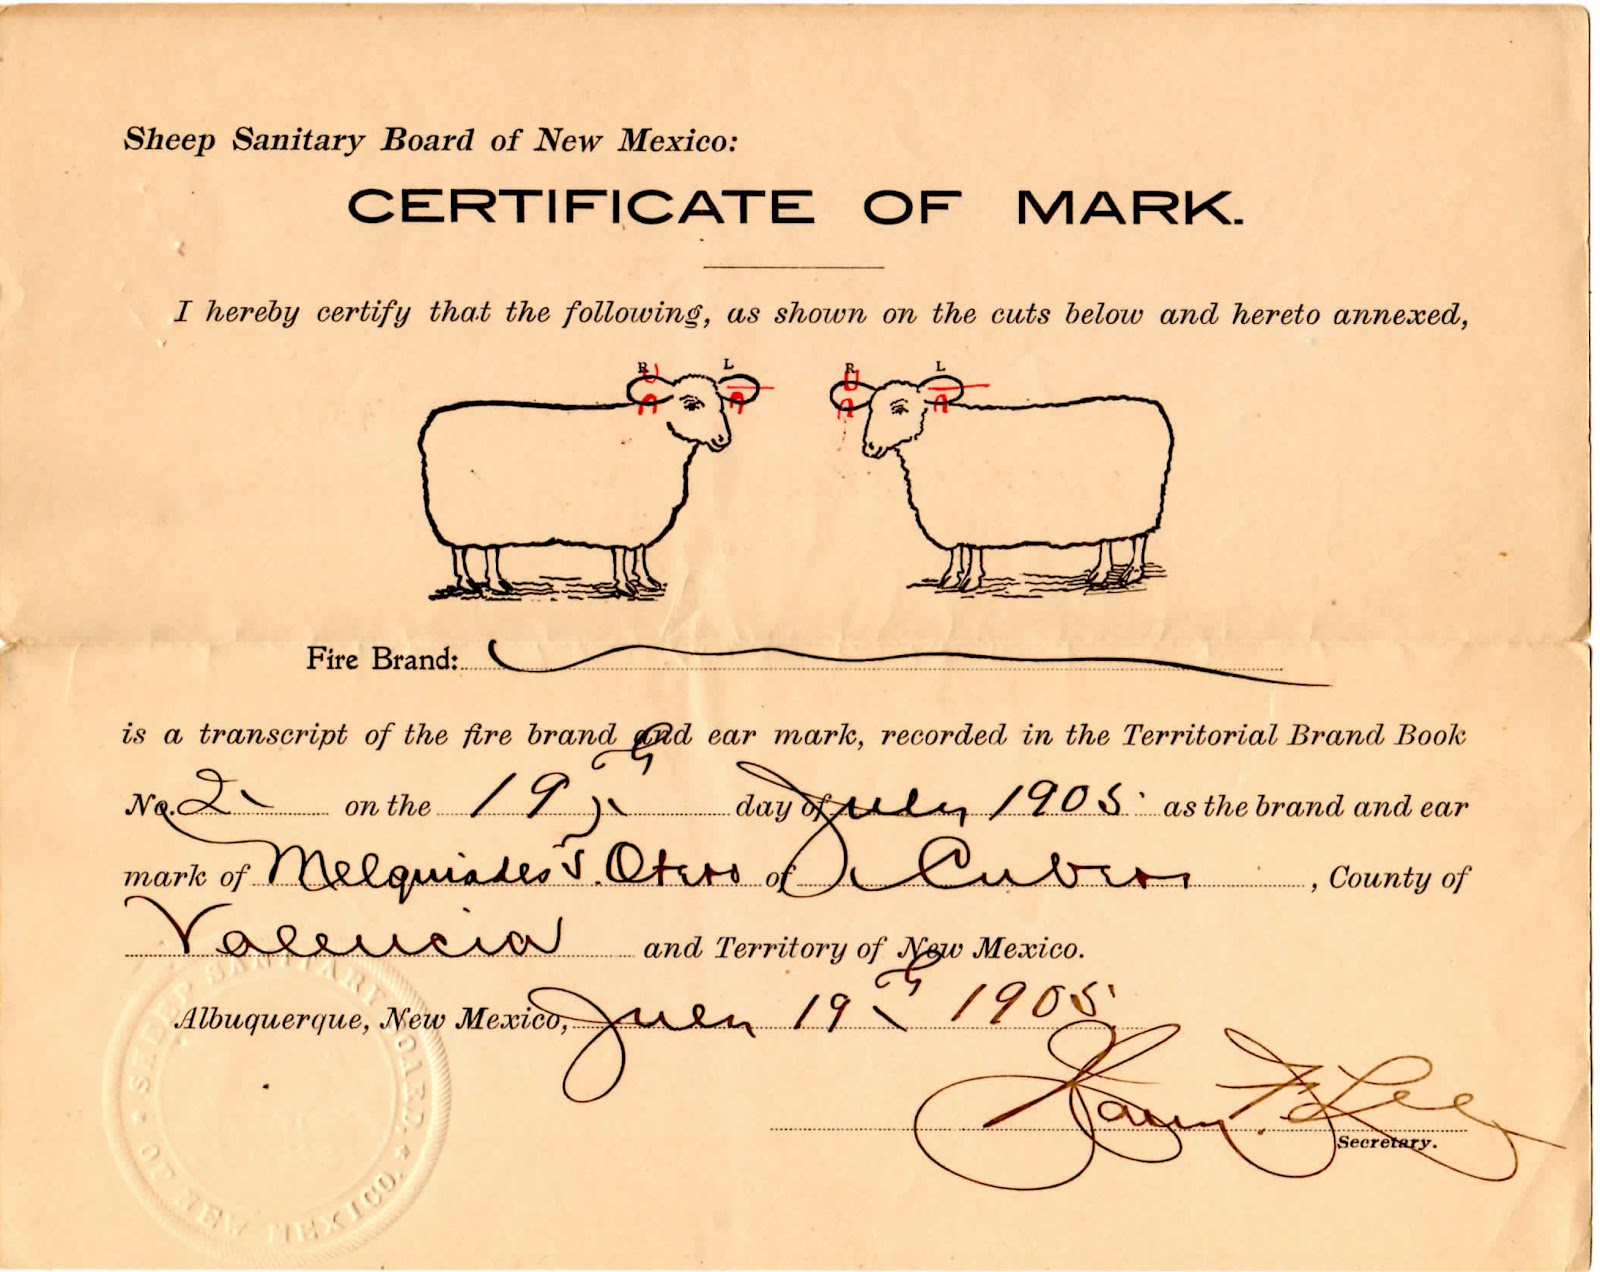 Sheep Sanitary Board of New Mexico:
CERTIFICATE OF MARK.
I hereby certify that the following, as shown on the cuts below and hereto annexed,
R L R L
Fire Brand:
is a transcript of the fire brand and ear mark, recorded in the Territorial Brand Book
No. 2 on the 19th day of July 1905 as the brand and ear
mark of Melquiades S. Otero of Cubero, County of
Valencia and Territory of New Mexico.
Albuquerque, New Mexico, July 19th 1905
Harry F. Lee
Secretary.
SHEEP SANITARY BOARD
OF NEW MEXICO.